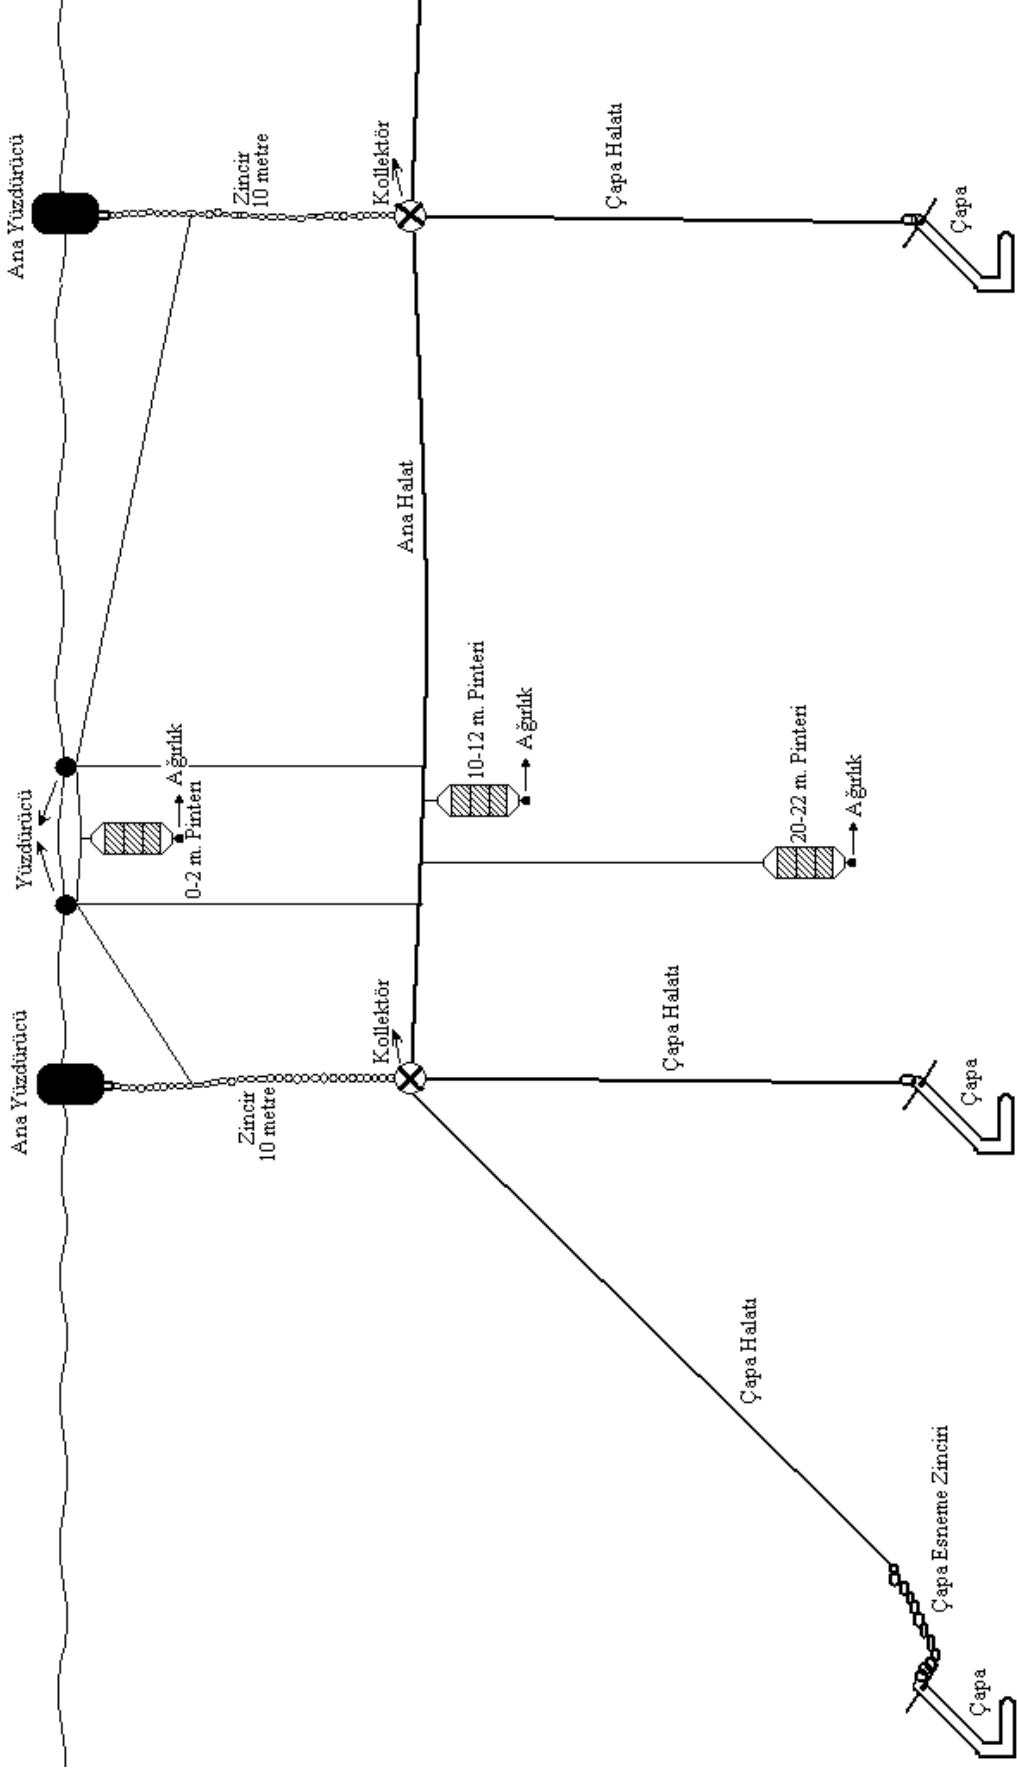 Ana Yüzdürücü
Yüzdürücü
Ana Yüzdürücü
Ağırlık
0-2 m. Pinteri
Zincir
10 metre
Zincir
10 metre
Kollektör
Kollektör
Ana Halat
10-12 m. Pinteri
Ağırlık
Çapa Halatı
Çapa Halatı
Çapa Halatı
20-22 m. Pinteri
Ağırlık
Çapa Esneme Zinciri
Çapa
Çapa
Çapa